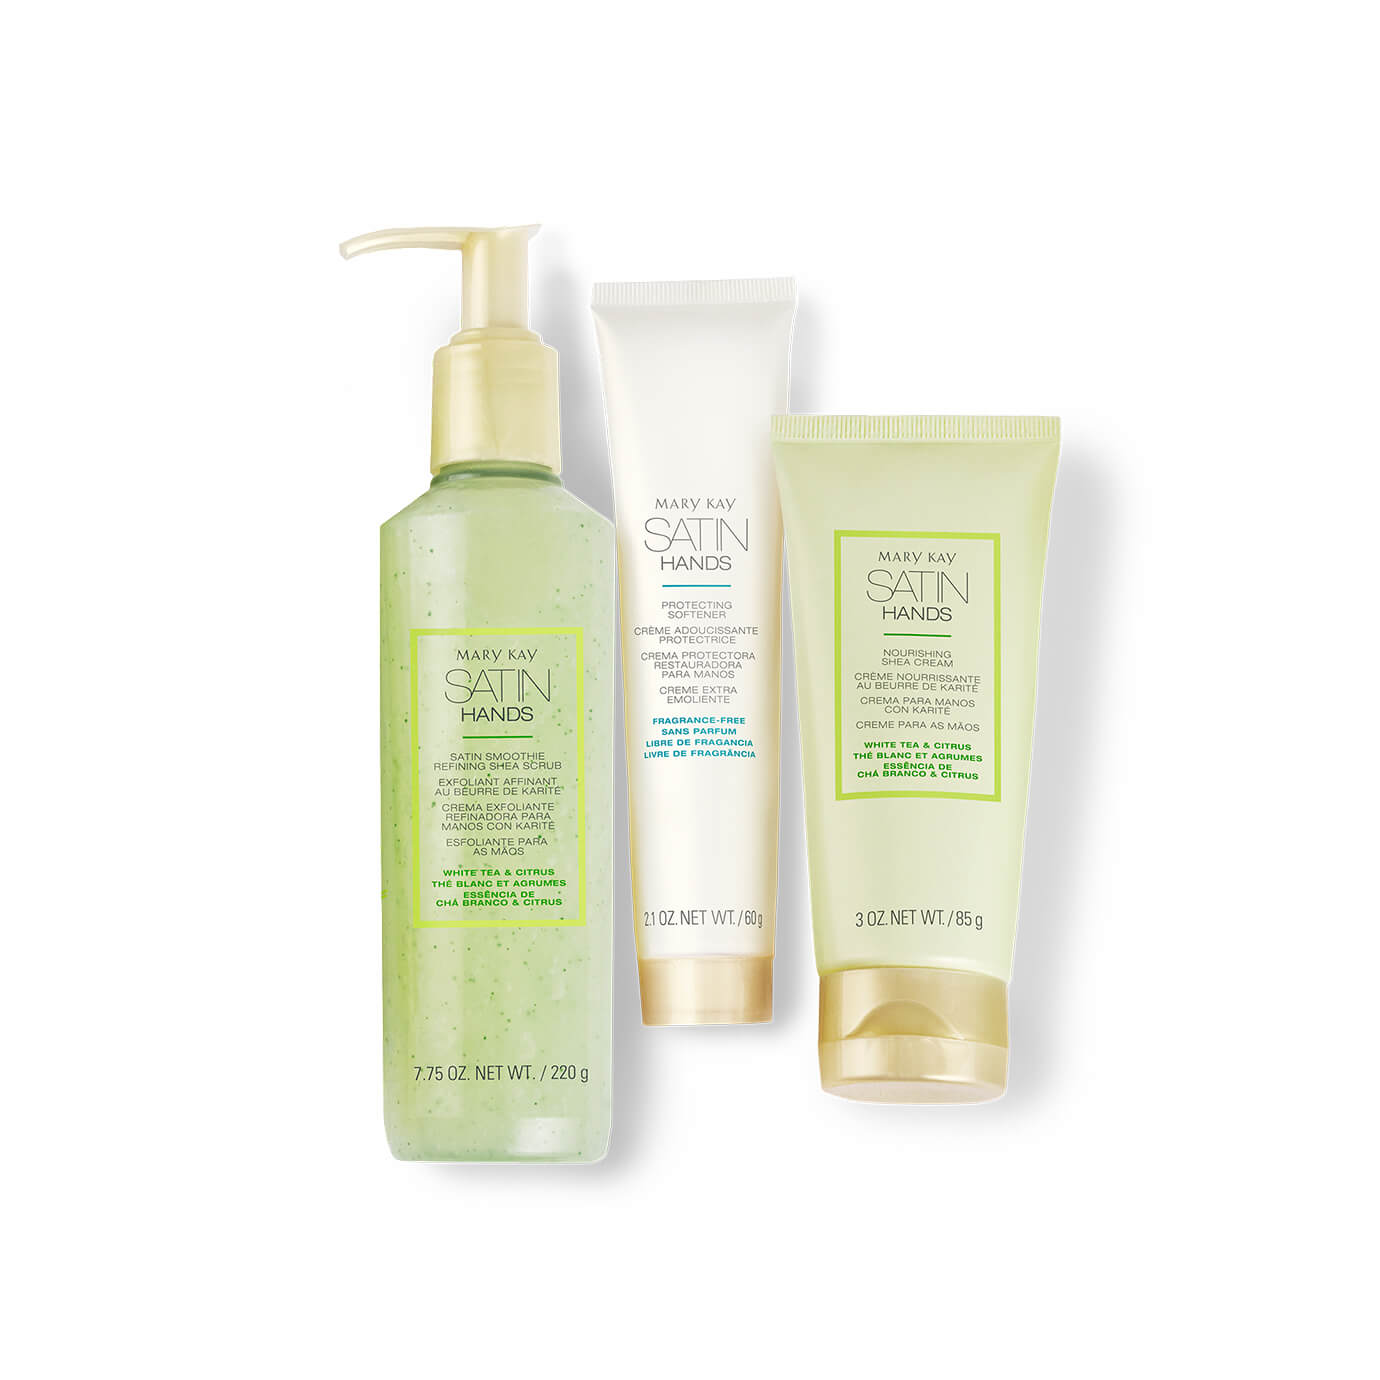 MARY KAY
SATIN
HANDS
SATIN SMOOTHIE
REFINING SHEA SCRUB
EXFOLIANT AFFINANT
AU BEURRE DE KARITÉ
CREMA EXFOLIANTE
REFINADORA PARA
MANOS CON KARITÉ
ESFOLIANTE PARA
AS MÃOS
WHITE TEA & CITRUS
THÉ BLANC ET AGRUMES
ESSÊNCIA DE
CHÁ BRANCO & CITRUS
7.75 OZ. NET WT. / 220 g
MARY KAY
SATIN
HANDS
PROTECTING
SOFTENER
CRÈME ADOUCISSANTE
PROTECTRICE
CREMA PROTECTORA
RESTAURADORA
PARA MANOS
CREME EXTRA
EMOLIENTE
FRAGRANCE-FREE
SANS PARFUM
LIBRE DE FRAGANCIA
LIVRE DE FRAGRÂNCIA
2.1 OZ. NET WT. / 60 g
MARY KAY
SATIN
HANDS
NOURISHING
SHEA CREAM
CRÈME NOURRISSANTE
AU BEURRE DE KARITÉ
CREMA PARA MANOS
CON KARITÉ
CREME PARA AS MÃOS
WHITE TEA & CITRUS
THÉ BLANC ET AGRUMES
ESSÊNCIA DE
CHÁ BRANCO & CITRUS
3 OZ. NET WT. / 85 g